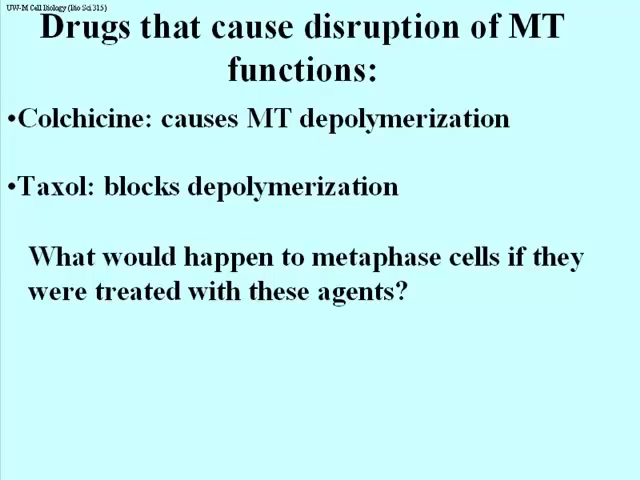 UW-M Cell Biology (Bio Sci 315)
Drugs that cause disruption of MT
functions:
•Colchicine: causes MT depolymerization
•Taxol: blocks depolymerization
What would happen to metaphase cells if they
were treated with these agents?